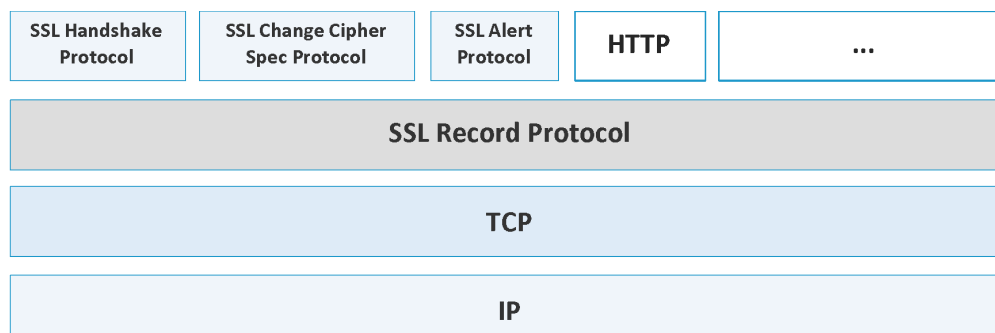 SSL Handshake
Protocol
SSL Change Cipher
Spec Protocol
SSL Alert
Protocol
HTTP
...
SSL Record Protocol
TCP
IP